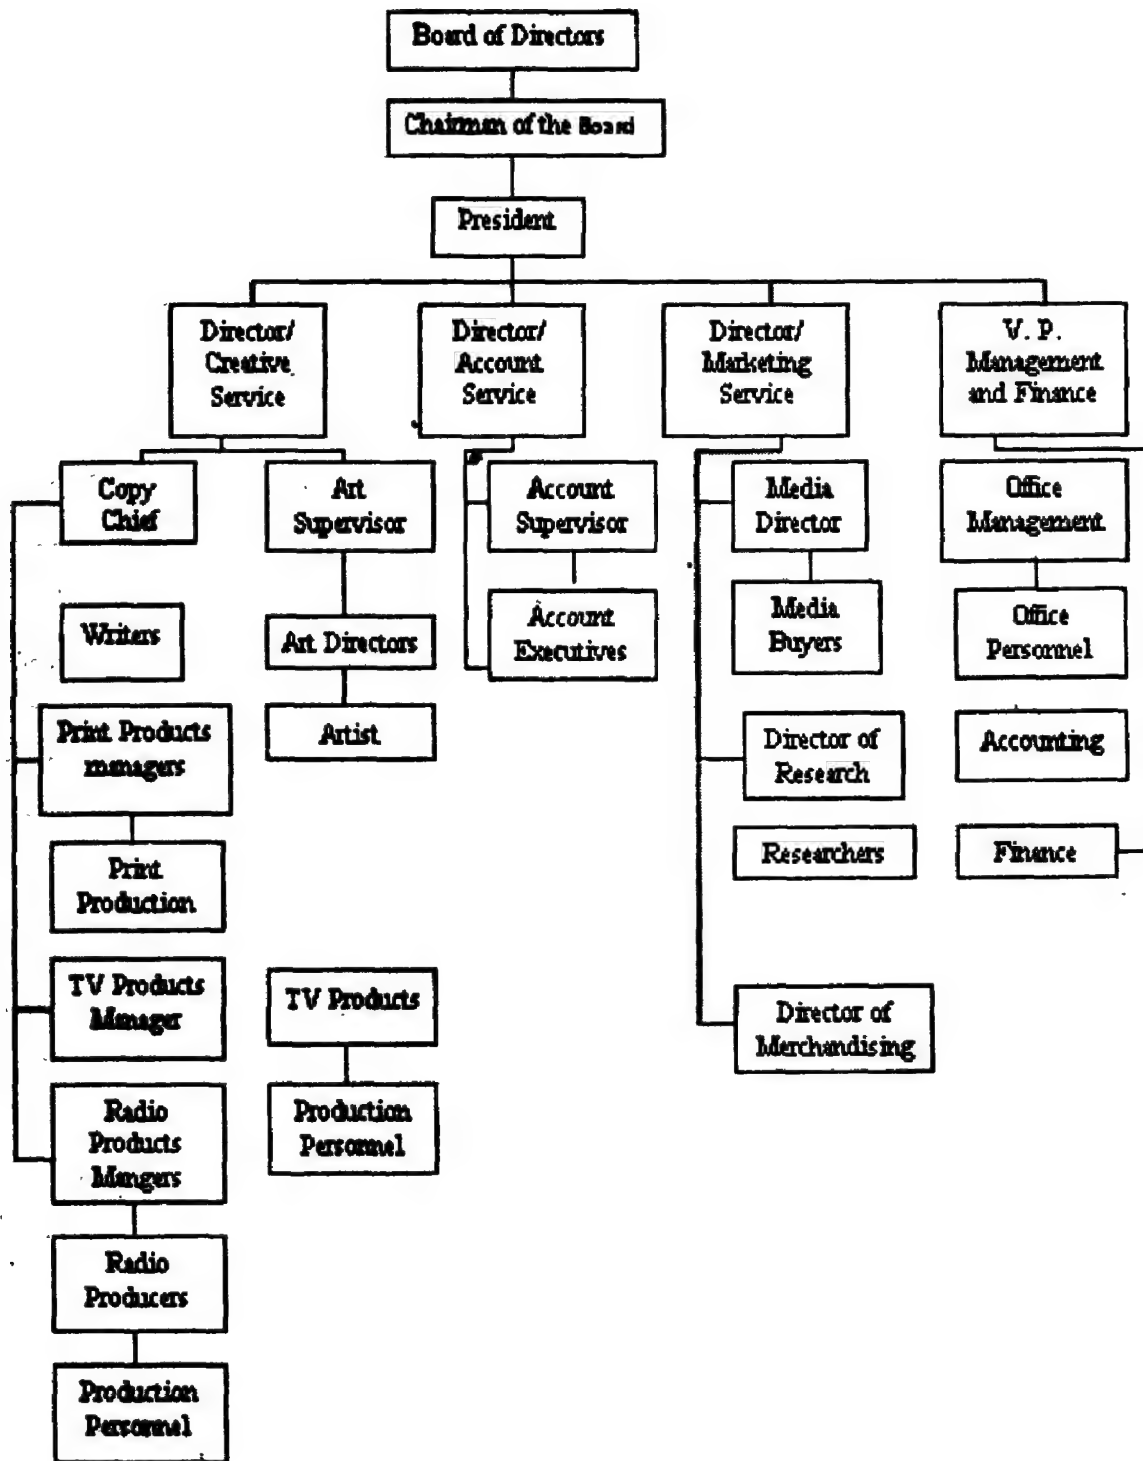 Board of Directors
Chairman of the Board
President
Director/
Creative
Service
Director/
Account
Service
Director/
Marketing
Service
V. P.
Management
and Finance
Copy
Chief
Art
Supervisor
Account
Supervisor
Media
Director
Office
Management
Writers
Art Directors
Account
Executives
Media
Buyers
Office
Personnel
Print Products
managers
Artist
Director of
Research
Accounting
Print
Production
Researchers
Finance
TV Products
Manager
TV Products
Director of
Merchandising
Radio
Products
Mangers
Production
Personnel
Radio
Producers
Production
Personnel